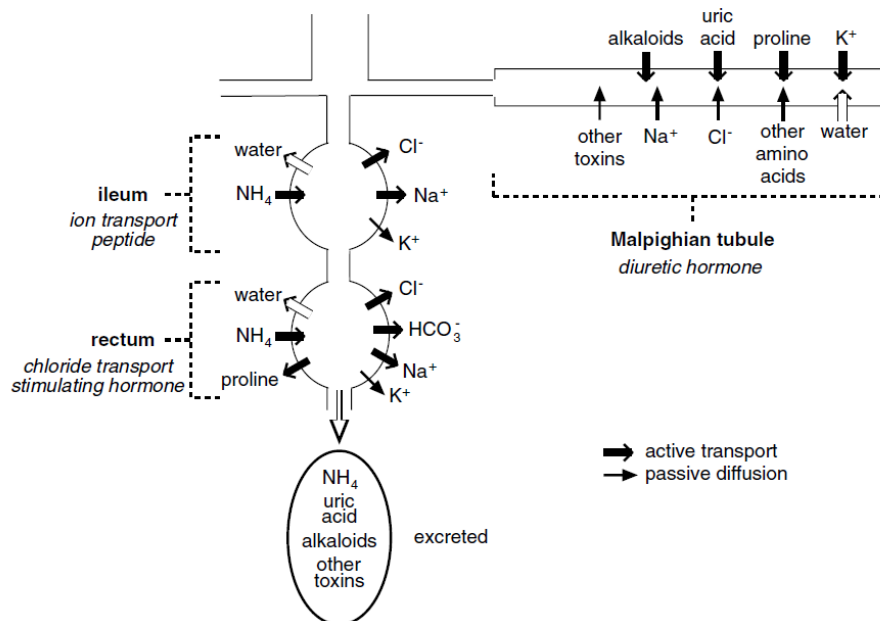 alkaloids
uric
acid
proline
K⁺
other
toxins
Na⁺
Cl⁻
other
amino
acids
water
Malpighian tubule
diuretic hormone
water
Cl⁻
ileum
ion transport
peptide
NH₄
Na⁺
K⁺
water
Cl⁻
rectum
chloride transport
stimulating hormone
NH₄
HCO₃⁻
proline
Na⁺
K⁺
active transport
passive diffusion
NH₄
uric
acid
alkaloids
other
toxins
excreted